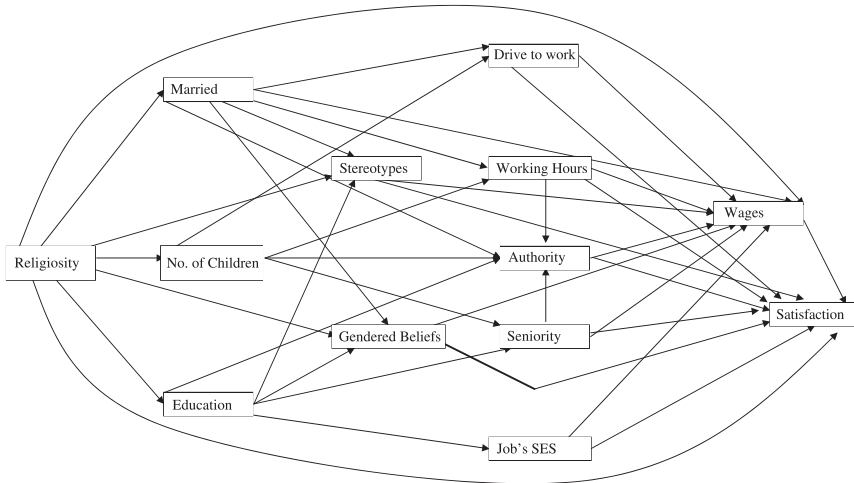 Drive to work
Married
Stereotypes
Working Hours
Wages
Religiosity
No. of Children
Authority
Satisfaction
Gendered Beliefs
Seniority
Education
Job's SES